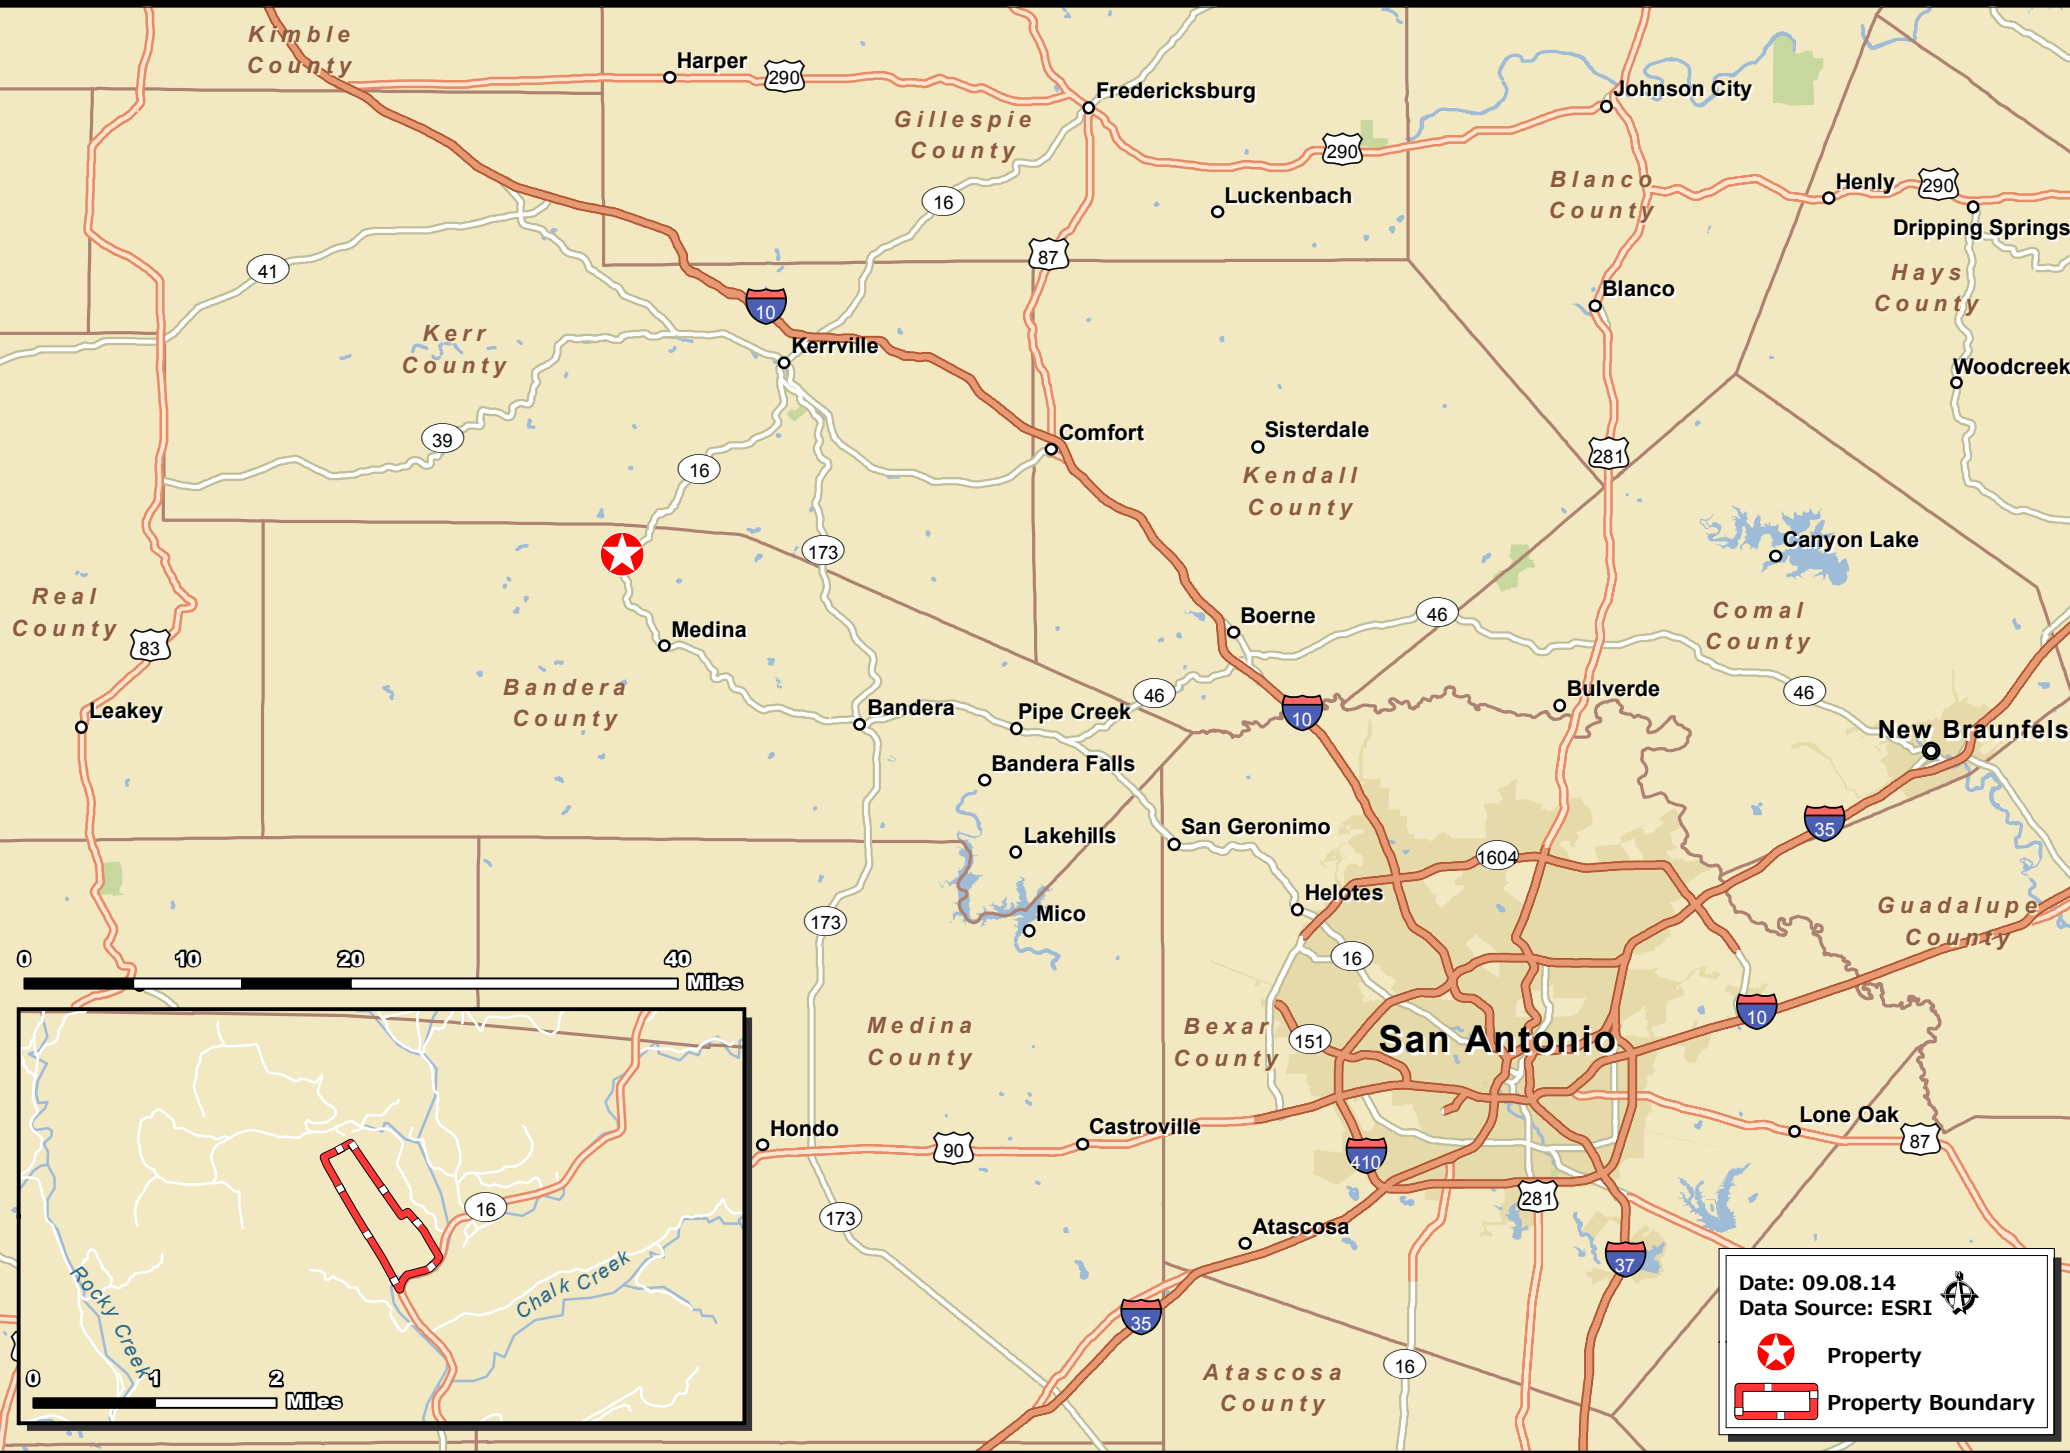 Kimble
County
Harper
290
Fredericksburg
Johnson City
Gillespie
County
290
Luckenbach
16
Blanco
County
Henly
290
Dripping Springs
Hays
County
41
87
Blanco
10
Kerr
County
Kerrville
Woodcreek
39
Comfort
Sisterdale
16
Kendall
County
281
173
Canyon Lake
Real
County
83
Medina
Boerne
46
Comal
County
Bandera
County
46
46
Leakey
Bandera
Pipe Creek
10
Bulverde
New Braunfels
Bandera Falls
35
Lakehills
San Geronimo
1604
Helotes
Mico
173
16
Guadalupe
County
0 10 20 40
Miles
Medina
County
Bexar
County
151
San Antonio
10
Hondo
90
Castroville
410
Lone Oak
87
281
173
Atascosa
37
35
16
Atascosa
County
16
Rocky Creek
Chalk Creek
0 1 2
Miles
Date: 09.08.14
Data Source: ESRI
Property
Property Boundary